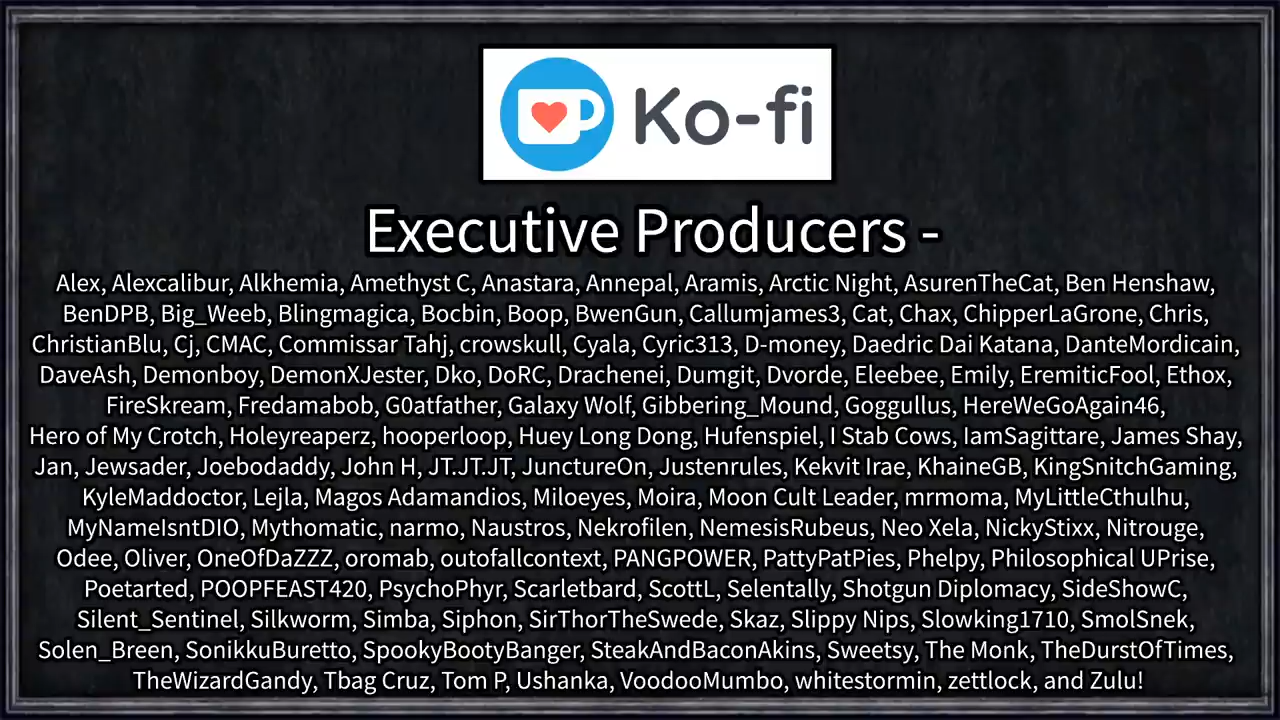 Ko-fi
Executive Producers -
Alex, Alexcalibur, Alkhemia, Amethyst C, Anastara, Annepal, Aramis, Arctic Night, AsurenTheCat, Ben Henshaw,
BenDPB, Big_Weeb, Blingmagica, Bocbin, Boop, BwenGun, Callumjames3, Cat, Chax, ChipperLaGrone, Chris,
ChristianBlu, Cj, CMAC, Commissar Tahj, crowskull, Cyala, Cyric313, D-money, Daedric Dai Katana, DanteMordicain,
DaveAsh, Demonboy, DemonXJester, Dko, DoRC, Drachenei, Dumgit, Dvorde, Eleebee, Emily, EremiticFool, Ethox,
FireSkream, Fredamabob, G0atfather, Galaxy Wolf, Gibbering_Mound, Goggullus, HereWeGoAgain46,
Hero of My Crotch, Holeyreaperz, hooperloop, Huey Long Dong, Hufenspiel, I Stab Cows, IamSagittare, James Shay,
Jan, Jewsader, Joebodaddy, John H, JT.JT.JT, JunctureOn, Justenrules, Kekvit Irae, KhaineGB, KingSnitchGaming,
KyleMaddoctor, Lejla, Magos Adamandios, Miloeyes, Moira, Moon Cult Leader, mrmoma, MyLittleCthulhu,
MyNameIsntDIO, Mythomatic, narmo, Naustros, Nekrofilen, NemesisRubeus, Neo Xela, NickyStixx, Nitrouge,
Odee, Oliver, OneOfDaZZZ, oromab, outofallcontext, PANGPOWER, PattyPatPies, Phelpy, Philosophical UPrise,
Poetarted, POOPFEAST420, PsychoPhyr, Scarletbard, ScottL, Selentally, Shotgun Diplomacy, SideShowC,
Silent_Sentinel, Silkworm, Simba, Siphon, SirThorTheSwede, Skaz, Slippy Nips, Slowking1710, SmolSnek,
Solen_Breen, SonikkuBuretto, SpookyBootyBanger, SteakAndBaconAkins, Sweetsy, The Monk, TheDurstOfTimes,
TheWizardGandy, Tbag Cruz, Tom P, Ushanka, VoodooMumbo, whitestormin, zettlock, and Zulu!